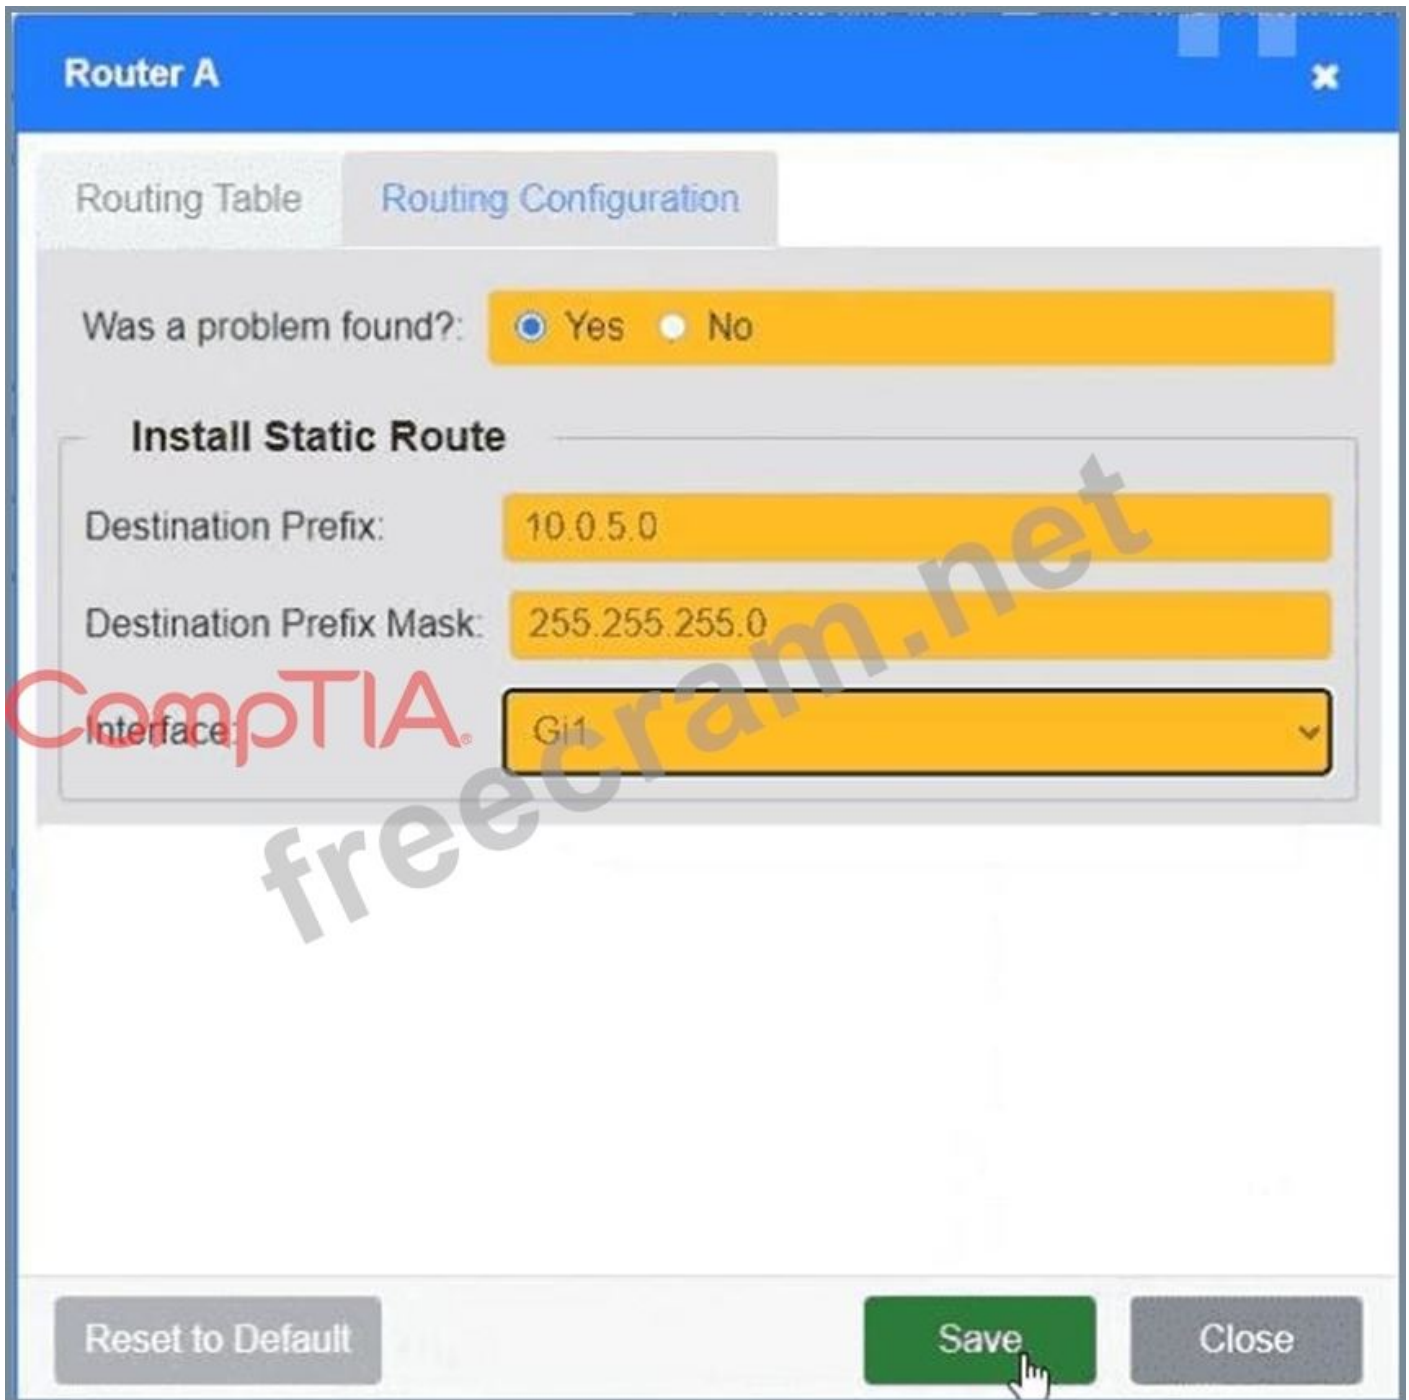 Router A
Routing Table Routing Configuration
Was a problem found?: Yes No
Install Static Route
Destination Prefix: 10.0.5.0
Destination Prefix Mask: 255.255.255.0
CompTIA®
Interface: Gi1
freecram.net
Reset to Default Save Close